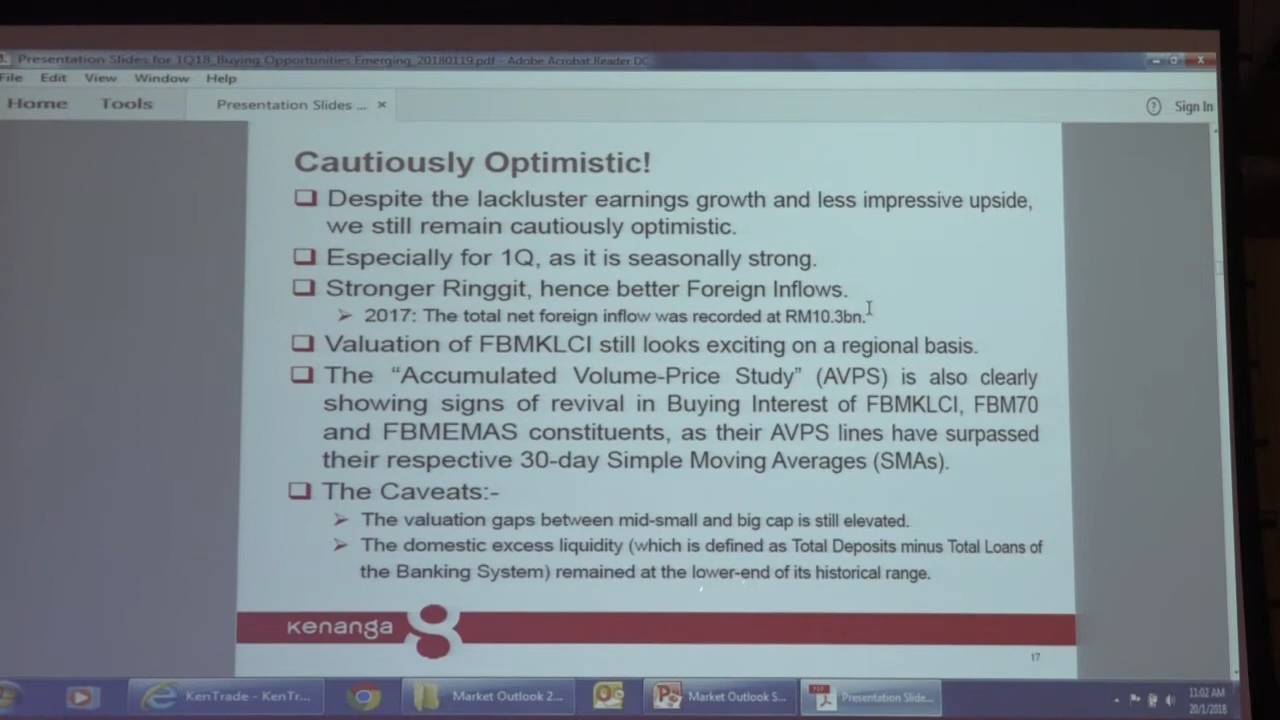 Presentation Slides for 1Q18_Buying Opportunities Emerging_20180119.pdf - Adobe Acrobat Reader DC
File Edit View Window Help
Home Tools Presentation Slides ... × ? Sign In
Cautiously Optimistic!
Despite the lackluster earnings growth and less impressive upside,
we still remain cautiously optimistic.
Especially for 1Q, as it is seasonally strong.
Stronger Ringgit, hence better Foreign Inflows.
2017: The total net foreign inflow was recorded at RM10.3bn.
Valuation of FBMKLCI still looks exciting on a regional basis.
The “Accumulated Volume-Price Study” (AVPS) is also clearly
showing signs of revival in Buying Interest of FBMKLCI, FBM70
and FBMEMAS constituents, as their AVPS lines have surpassed
their respective 30-day Simple Moving Averages (SMAs).
The Caveats:-
The valuation gaps between mid-small and big cap is still elevated.
The domestic excess liquidity (which is defined as Total Deposits minus Total Loans of
the Banking System) remained at the lower-end of its historical range.
kenanga
17
KenTrade - KenTr... Market Outlook 2... Market Outlook S... Presentation Slide... 11:02 AM
20/1/2018